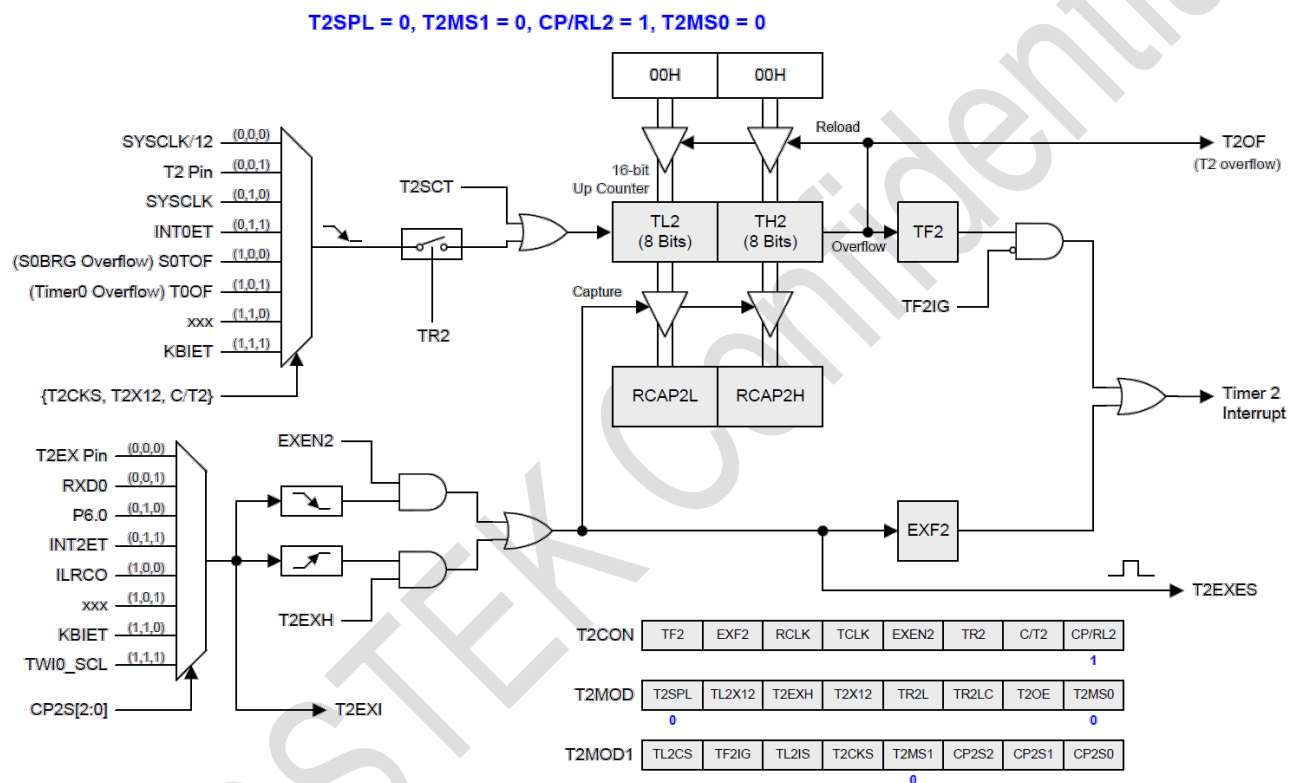 T2SPL = 0, T2MS1 = 0, CP/RL2 = 1, T2MS0 = 0
00H 00H
SYSCLK/12 (0,0,0)
T2 Pin (0,0,1)
SYSCLK (0,1,0)
INT0ET (0,1,1)
(S0BRG Overflow) S0TOF (1,0,0)
(Timer0 Overflow) T0OF (1,0,1)
xxx (1,1,0)
KBIET (1,1,1)
{T2CKS, T2X12, C/T2}
T2SCT
TR2
Reload
16-bit
Up Counter
TL2
(8 Bits)
TH2
(8 Bits)
Overflow
TF2
T2OF
(T2 overflow)
TF2IG
Capture
RCAP2L RCAP2H
Timer 2
Interrupt
T2EX Pin (0,0,0)
RXD0 (0,0,1)
P6.0 (0,1,0)
INT2ET (0,1,1)
ILRCO (1,0,0)
xxx (1,0,1)
KBIET (1,1,0)
TWI0_SCL (1,1,1)
CP2S[2:0]
EXEN2
T2EXH
T2EXI
EXF2
T2EXES
T2CON TF2 EXF2 RCLK TCLK EXEN2 TR2 C/T2 CP/RL2
1
T2MOD T2SPL TL2X12 T2EXH T2X12 TR2L TR2LC T2OE T2MS0
0 0
T2MOD1 TL2CS TF2IG TL2IS T2CKS T2MS1 CP2S2 CP2S1 CP2S0
0
STEK Confidential